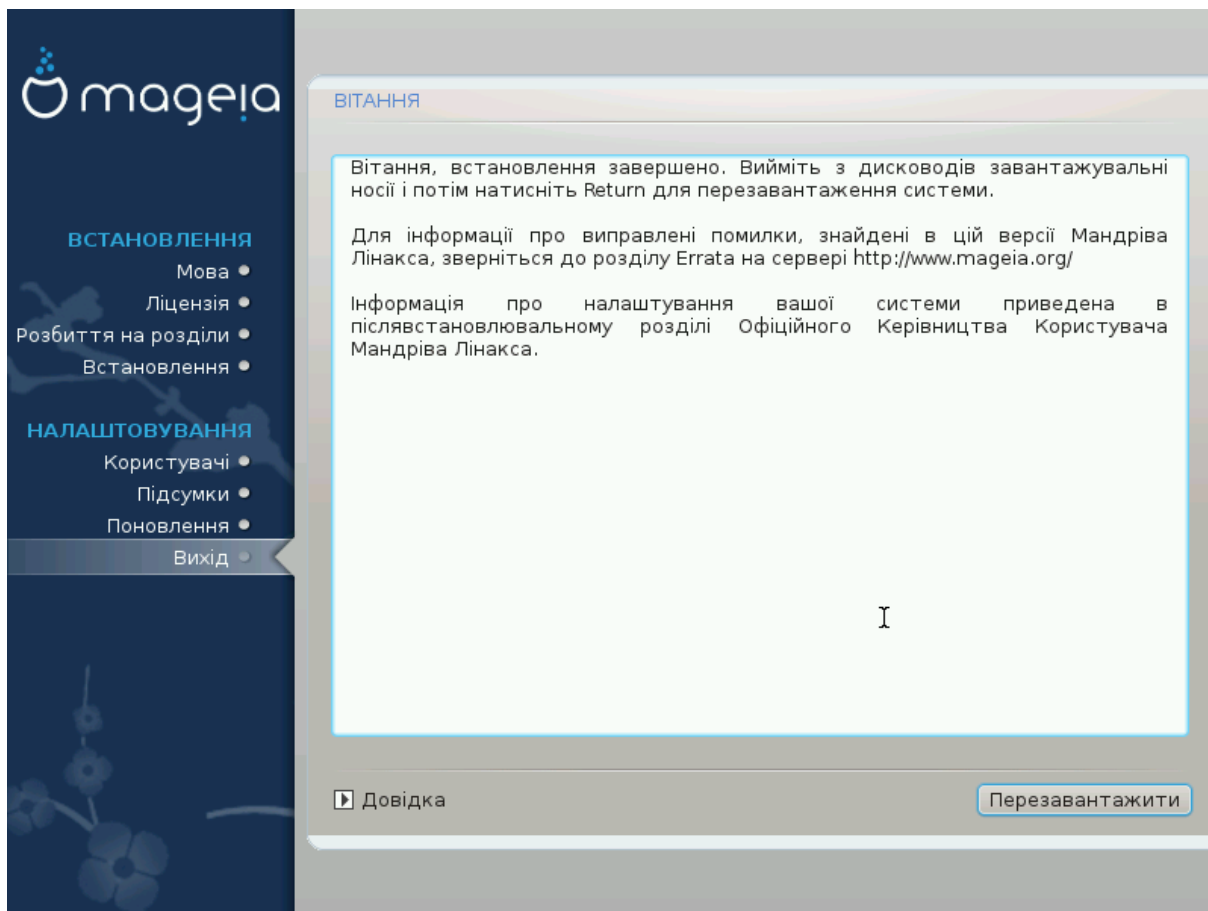 mageia
ВСТАНОВЛЕННЯ
Мова
Ліцензія
Розбиття на розділи
Встановлення
НАЛАШТОВУВАННЯ
Користувачі
Підсумки
Поновлення
Вихід
ВІТАННЯ
Вітання, встановлення завершено. Вийміть з дисководів завантажувальні
носії і потім натисніть Return для перезавантаження системи.
Для інформації про виправлені помилки, знайдені в цій версії Мандріва
Лінакса, зверніться до розділу Errata на сервері http://www.mageia.org/
Інформація про налаштування вашої системи приведена в
післявстановлювальному розділі Офіційного Керівництва Користувача
Мандріва Лінакса.
Довідка
Перезавантажити